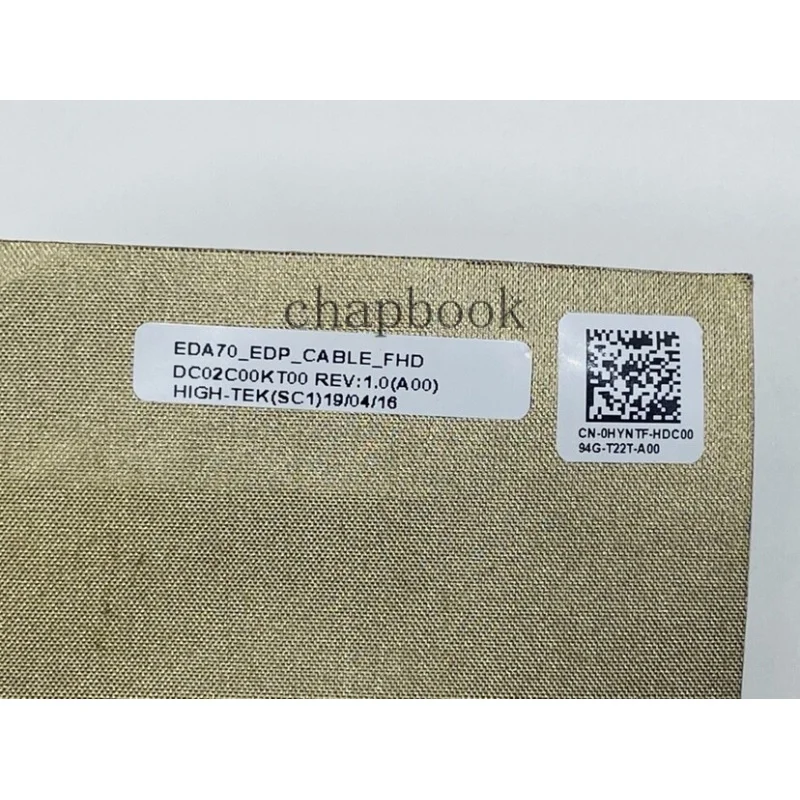 chapbook
EDA70_EDP_CABLE_FHD
DC02C00KT00 REV:1.0(A00)
HIGH-TEK(SC1)19/04/16
CN-0HYNTF-HDC00
94G-T22T-A00